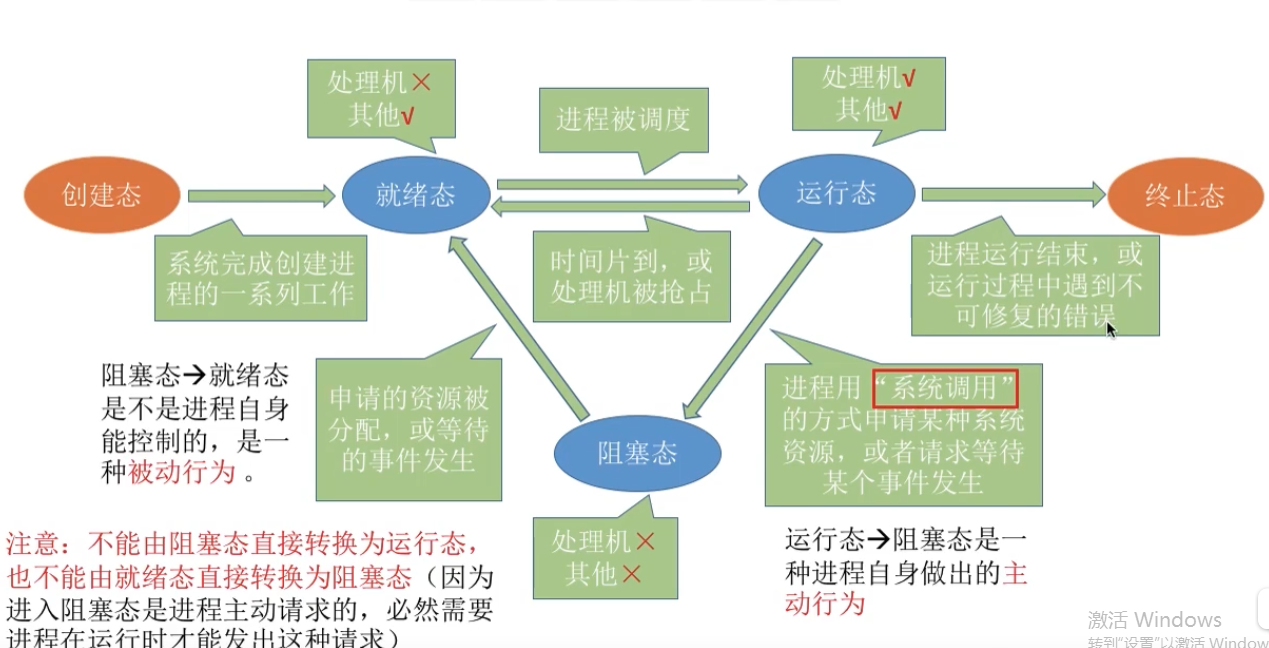 处理机×
其他√
进程被调度
处理机√
其他√
创建态
就绪态
运行态
终止态
系统完成创建进
程的一系列工作
时间片到，或
处理机被抢占
进程运行结束，或
运行过程中遇到不
可修复的错误
阻塞态→就绪态
是不是进程自身
能控制的，是一
种被动行为 。
申请的资源被
分配，或等待
的事件发生
阻塞态
进程用“系统调用”
的方式申请某种系统
资源，或者请求等待
某个事件发生
处理机×
其他×
运行态→阻塞态是一
种进程自身做出的主
动行为
注意：不能由阻塞态直接转换为运行态，
也不能由就绪态直接转换为阻塞态（因为
进入阻塞态是进程主动请求的，必然需要
进程在运行时才能发出这种请求）
激活 Windows
转到“设置”以激活 Window